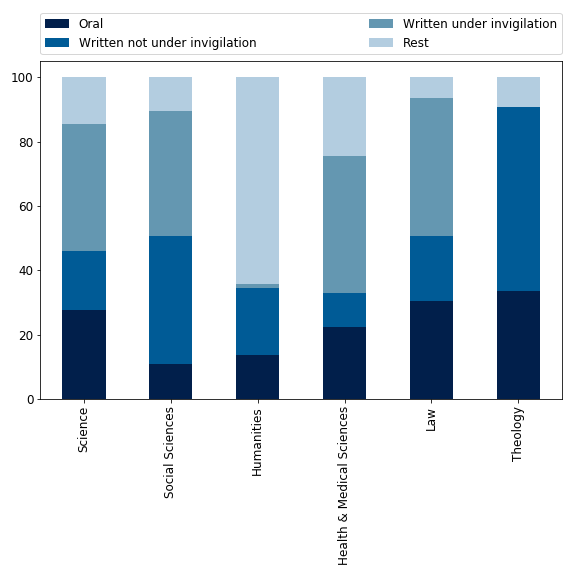 Oral
Written not under invigilation
Written under invigilation
Rest
100
80
60
40
20
0
Science
Social Sciences
Humanities
Health & Medical Sciences
Law
Theology